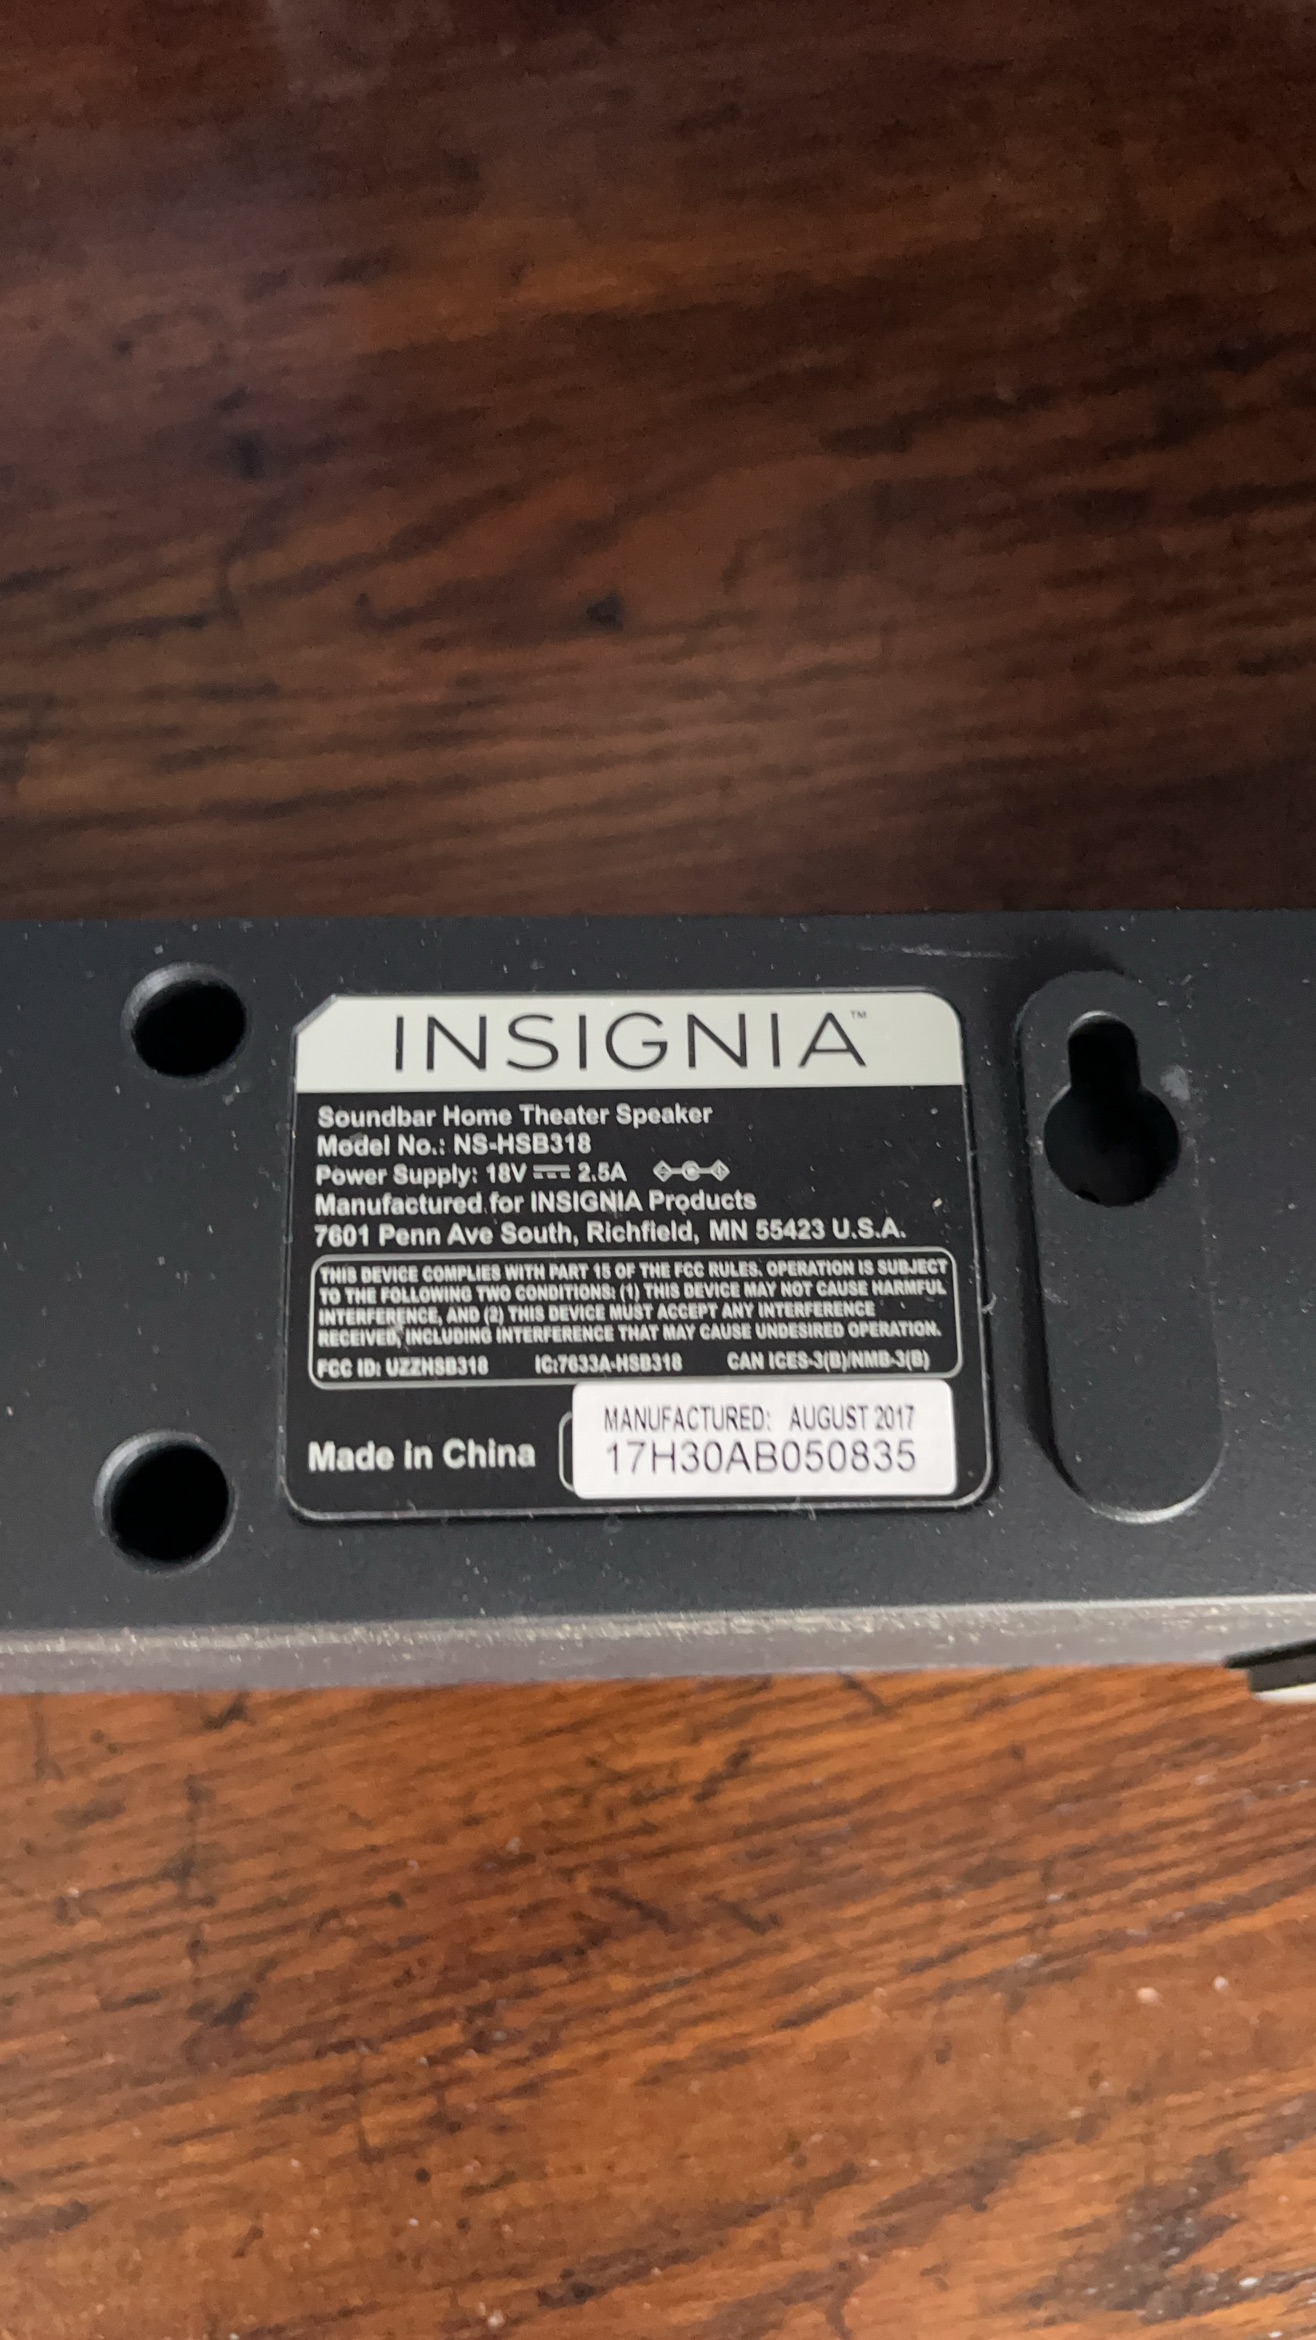 INSIGNIA™
Soundbar Home Theater Speaker
Model No.: NS-HSB318
Power Supply: 18V ⎓ 2.5A
Manufactured for INSIGNIA Products
7601 Penn Ave South, Richfield, MN 55423 U.S.A.
THIS DEVICE COMPLIES WITH PART 15 OF THE FCC RULES. OPERATION IS SUBJECT
TO THE FOLLOWING TWO CONDITIONS: (1) THIS DEVICE MAY NOT CAUSE HARMFUL
INTERFERENCE, AND (2) THIS DEVICE MUST ACCEPT ANY INTERFERENCE
RECEIVED, INCLUDING INTERFERENCE THAT MAY CAUSE UNDESIRED OPERATION.
FCC ID: UZZHSB318 IC:7633A-HSB318 CAN ICES-3(B)/NMB-3(B)
MANUFACTURED: AUGUST 2017
Made in China 17H30AB050835